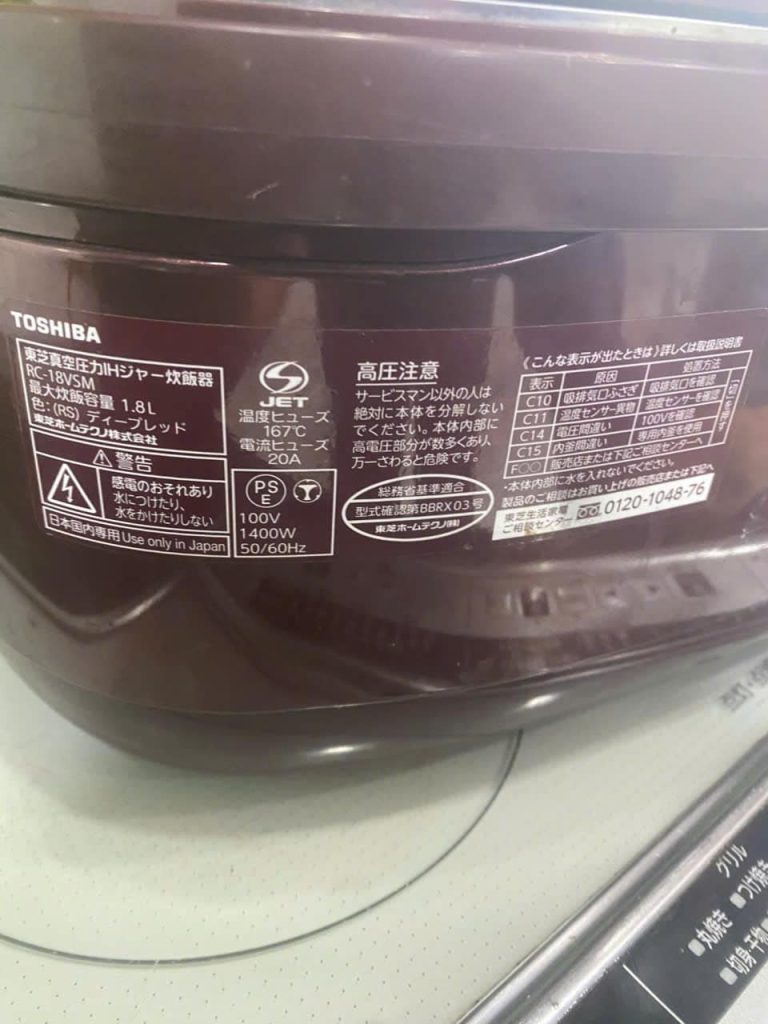 TOSHIBA
東芝真空圧力IHジャー炊飯器
RC-18VSM
最大炊飯容量 1.8L
色:(RS) ディープレッド
東芝ホームテクノ株式会社
警告
感電のおそれあり
水につけたり、
水をかけたりしない
日本国内専用 Use only in Japan
S
JET
温度ヒューズ
167℃
電流ヒューズ
20A
PS
E
100V
1400W
50/60Hz
高圧注意
サービスマン以外の人は
絶対に本体を分解しない
でください。本体内部に
高電圧部分が数多くあり、
万一さわると危険です。
総務省基準適合
型式確認第BBRX03号
東芝ホームテクノ(株)
《こんな表示が出たときは》詳しくは取扱説明書
表示 原因 処置方法
C10 吸排気口ふさぎ 吸排気口を確認
C11 温度センサー異物 温度センサーを確認
C14 電圧間違い 100Vを確認
C15 内釜間違い 専用内釜を使用
F○○ 販売店または下記ご相談センターへ
を押す
・本体内部に水を入れないでください。
製品のご相談はお買い上げの販売店または下記へ
東芝生活家電
ご相談センター 0120-1048-76
グリル
■丸焼き ■つけ焼き
■切身・干物